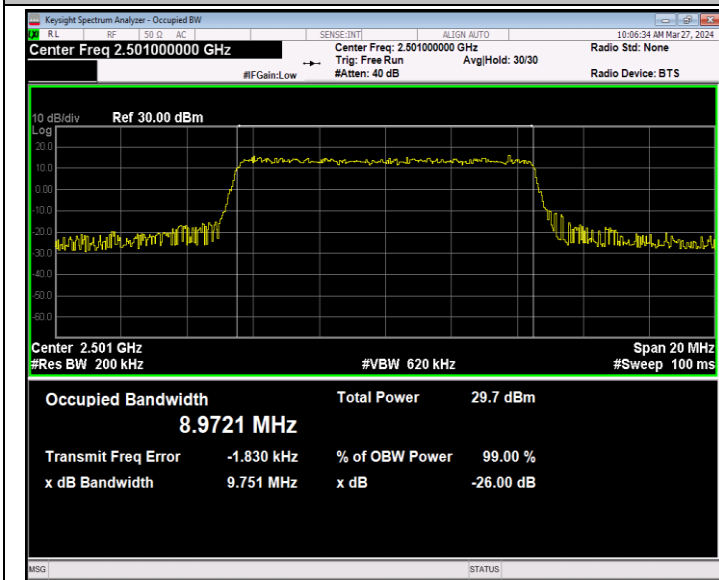 Keysight Spectrum Analyzer - Occupied BW
RL RF 50 Ω AC SENSE:INT ALIGN AUTO 10:06:34 AM Mar 27, 2024
Center Freq 2.501000000 GHz Center Freq: 2.501000000 GHz Radio Std: None
Trig: Free Run Avg|Hold: 30/30
#IFGain:Low #Atten: 40 dB Radio Device: BTS
10 dB/div Ref 30.00 dBm
Log
20.0
10.0
0.00
-10.0
-20.0
-30.0
-40.0
-50.0
-60.0
Center 2.501 GHz Span 20 MHz
#Res BW 200 kHz #VBW 620 kHz #Sweep 100 ms
Occupied Bandwidth Total Power 29.7 dBm
8.9721 MHz
Transmit Freq Error -1.830 kHz % of OBW Power 99.00 %
x dB Bandwidth 9.751 MHz x dB -26.00 dB
MSG STATUS